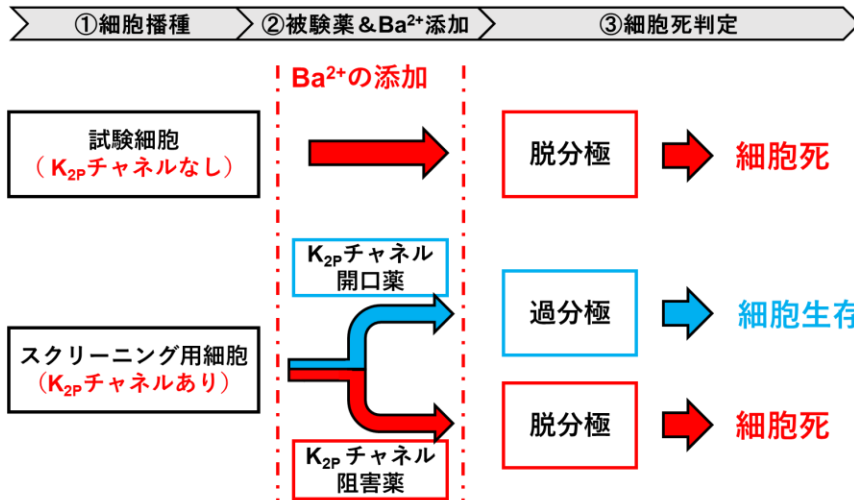 ①細胞播種
②被験薬&Ba²⁺添加
③細胞死判定
Ba²⁺の添加
試験細胞
(K₂Pチャネルなし)
脱分極
細胞死
K₂Pチャネル
開口薬
過分極
細胞生存
スクリーニング用細胞
(K₂Pチャネルあり)
脱分極
細胞死
K₂Pチャネル
阻害薬